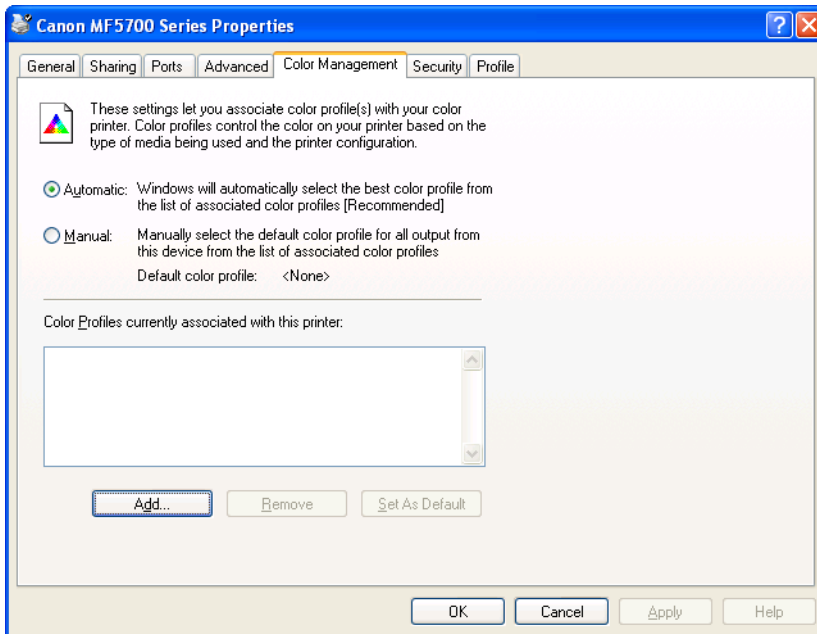 Canon MF5700 Series Properties
General Sharing Ports Advanced Color Management Security Profile
These settings let you associate color profile(s) with your color
printer. Color profiles control the color on your printer based on the
type of media being used and the printer configuration.
Automatic: Windows will automatically select the best color profile from
the list of associated color profiles [Recommended]
Manual: Manually select the default color profile for all output from
this device from the list of associated color profiles
Default color profile: <None>
Color Profiles currently associated with this printer:
Add... Remove Set As Default
OK Cancel Apply Help